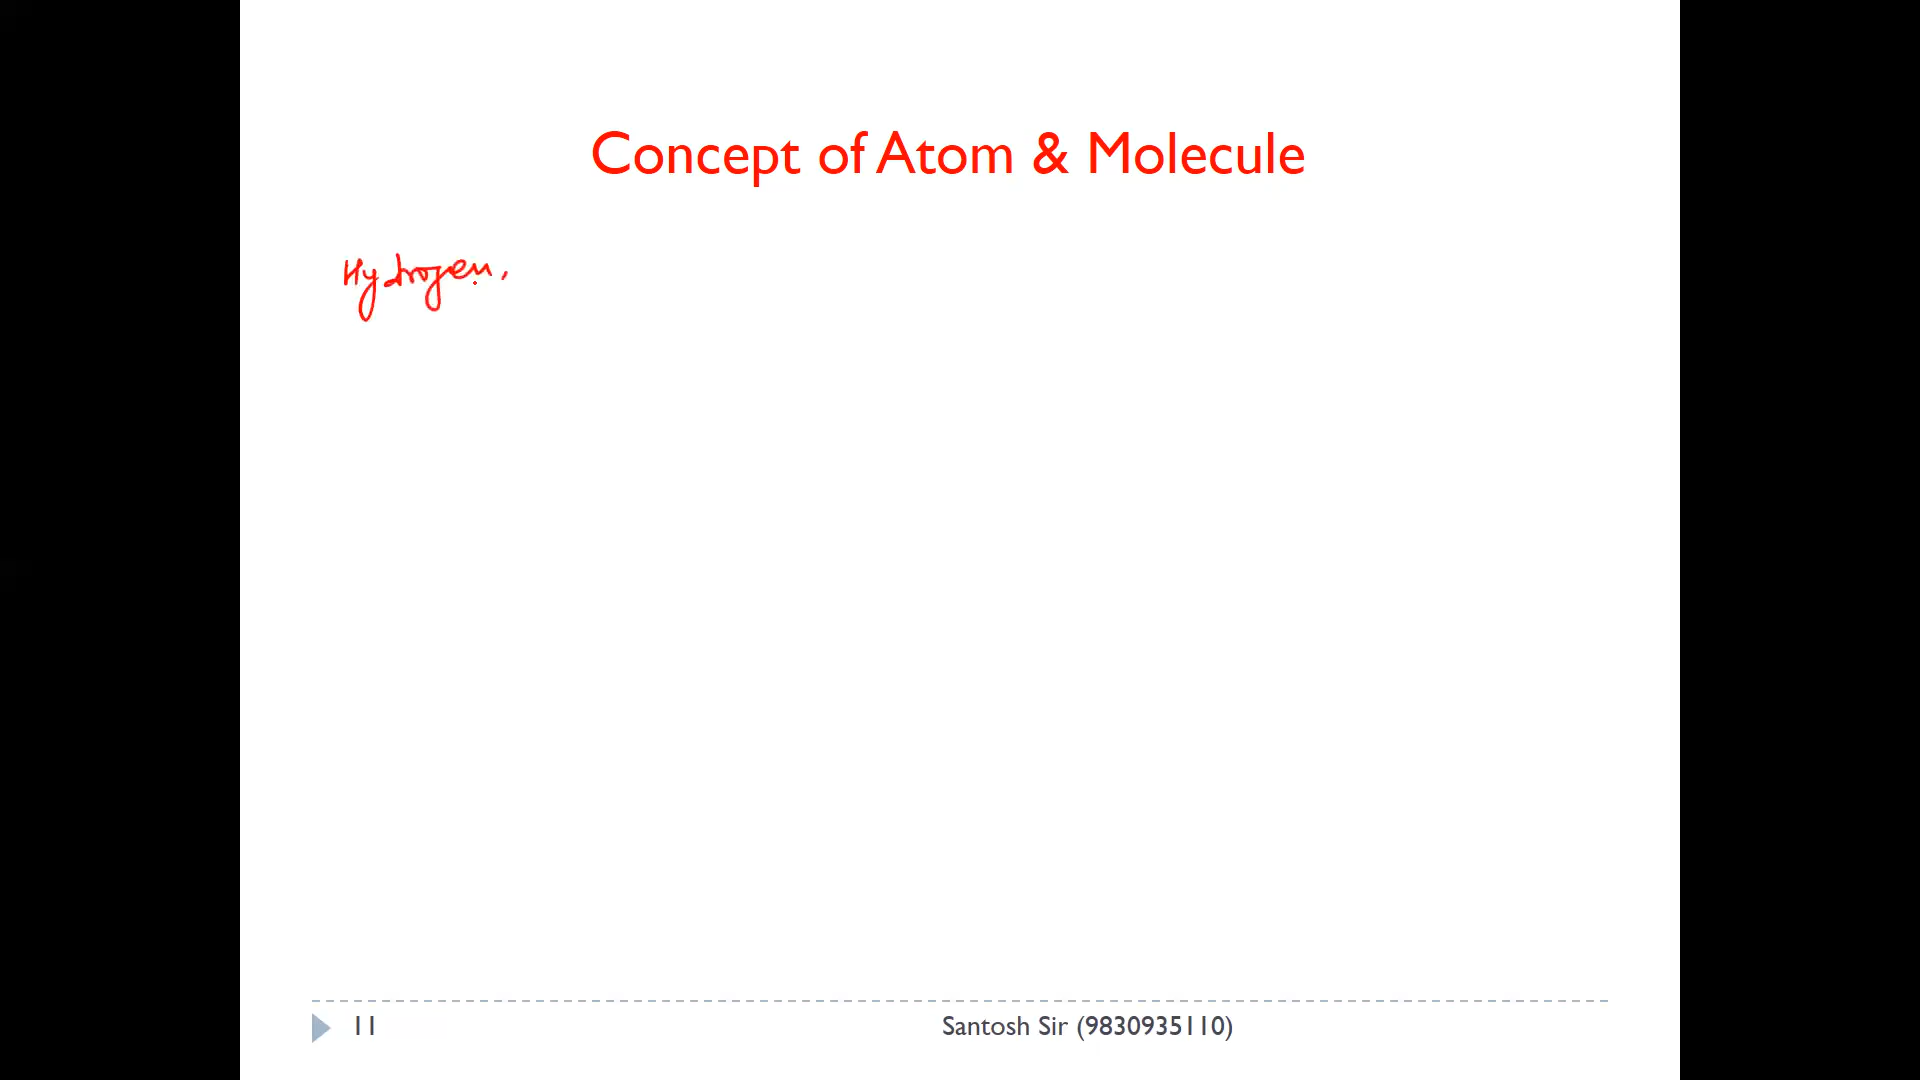 Concept of Atom & Molecule
Hydrogen,
11
Santosh Sir (9830935110)